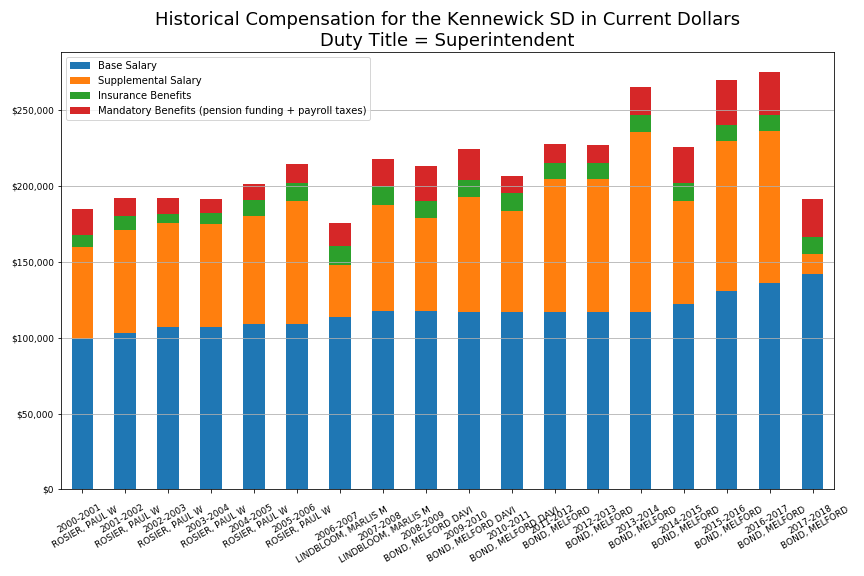 Historical Compensation for the Kennewick SD in Current Dollars
Duty Title = Superintendent
Base Salary
Supplemental Salary
Insurance Benefits
Mandatory Benefits (pension funding + payroll taxes)
$250,000
$200,000
$150,000
$100,000
$50,000
$0
2000-2001
ROSIER, PAUL W
2001-2002
ROSIER, PAUL W
2002-2003
ROSIER, PAUL W
2003-2004
ROSIER, PAUL W
2004-2005
ROSIER, PAUL W
2005-2006
ROSIER, PAUL W
2006-2007
LINDBLOOM, MARLIS M
2007-2008
LINDBLOOM, MARLIS M
2008-2009
BOND, MELFORD DAVI
2009-2010
BOND, MELFORD DAVI
2010-2011
BOND, MELFORD DAVI
2011-2012
BOND, MELFORD
2012-2013
BOND, MELFORD
2013-2014
BOND, MELFORD
2014-2015
BOND, MELFORD
2015-2016
BOND, MELFORD
2016-2017
BOND, MELFORD
2017-2018
BOND, MELFORD